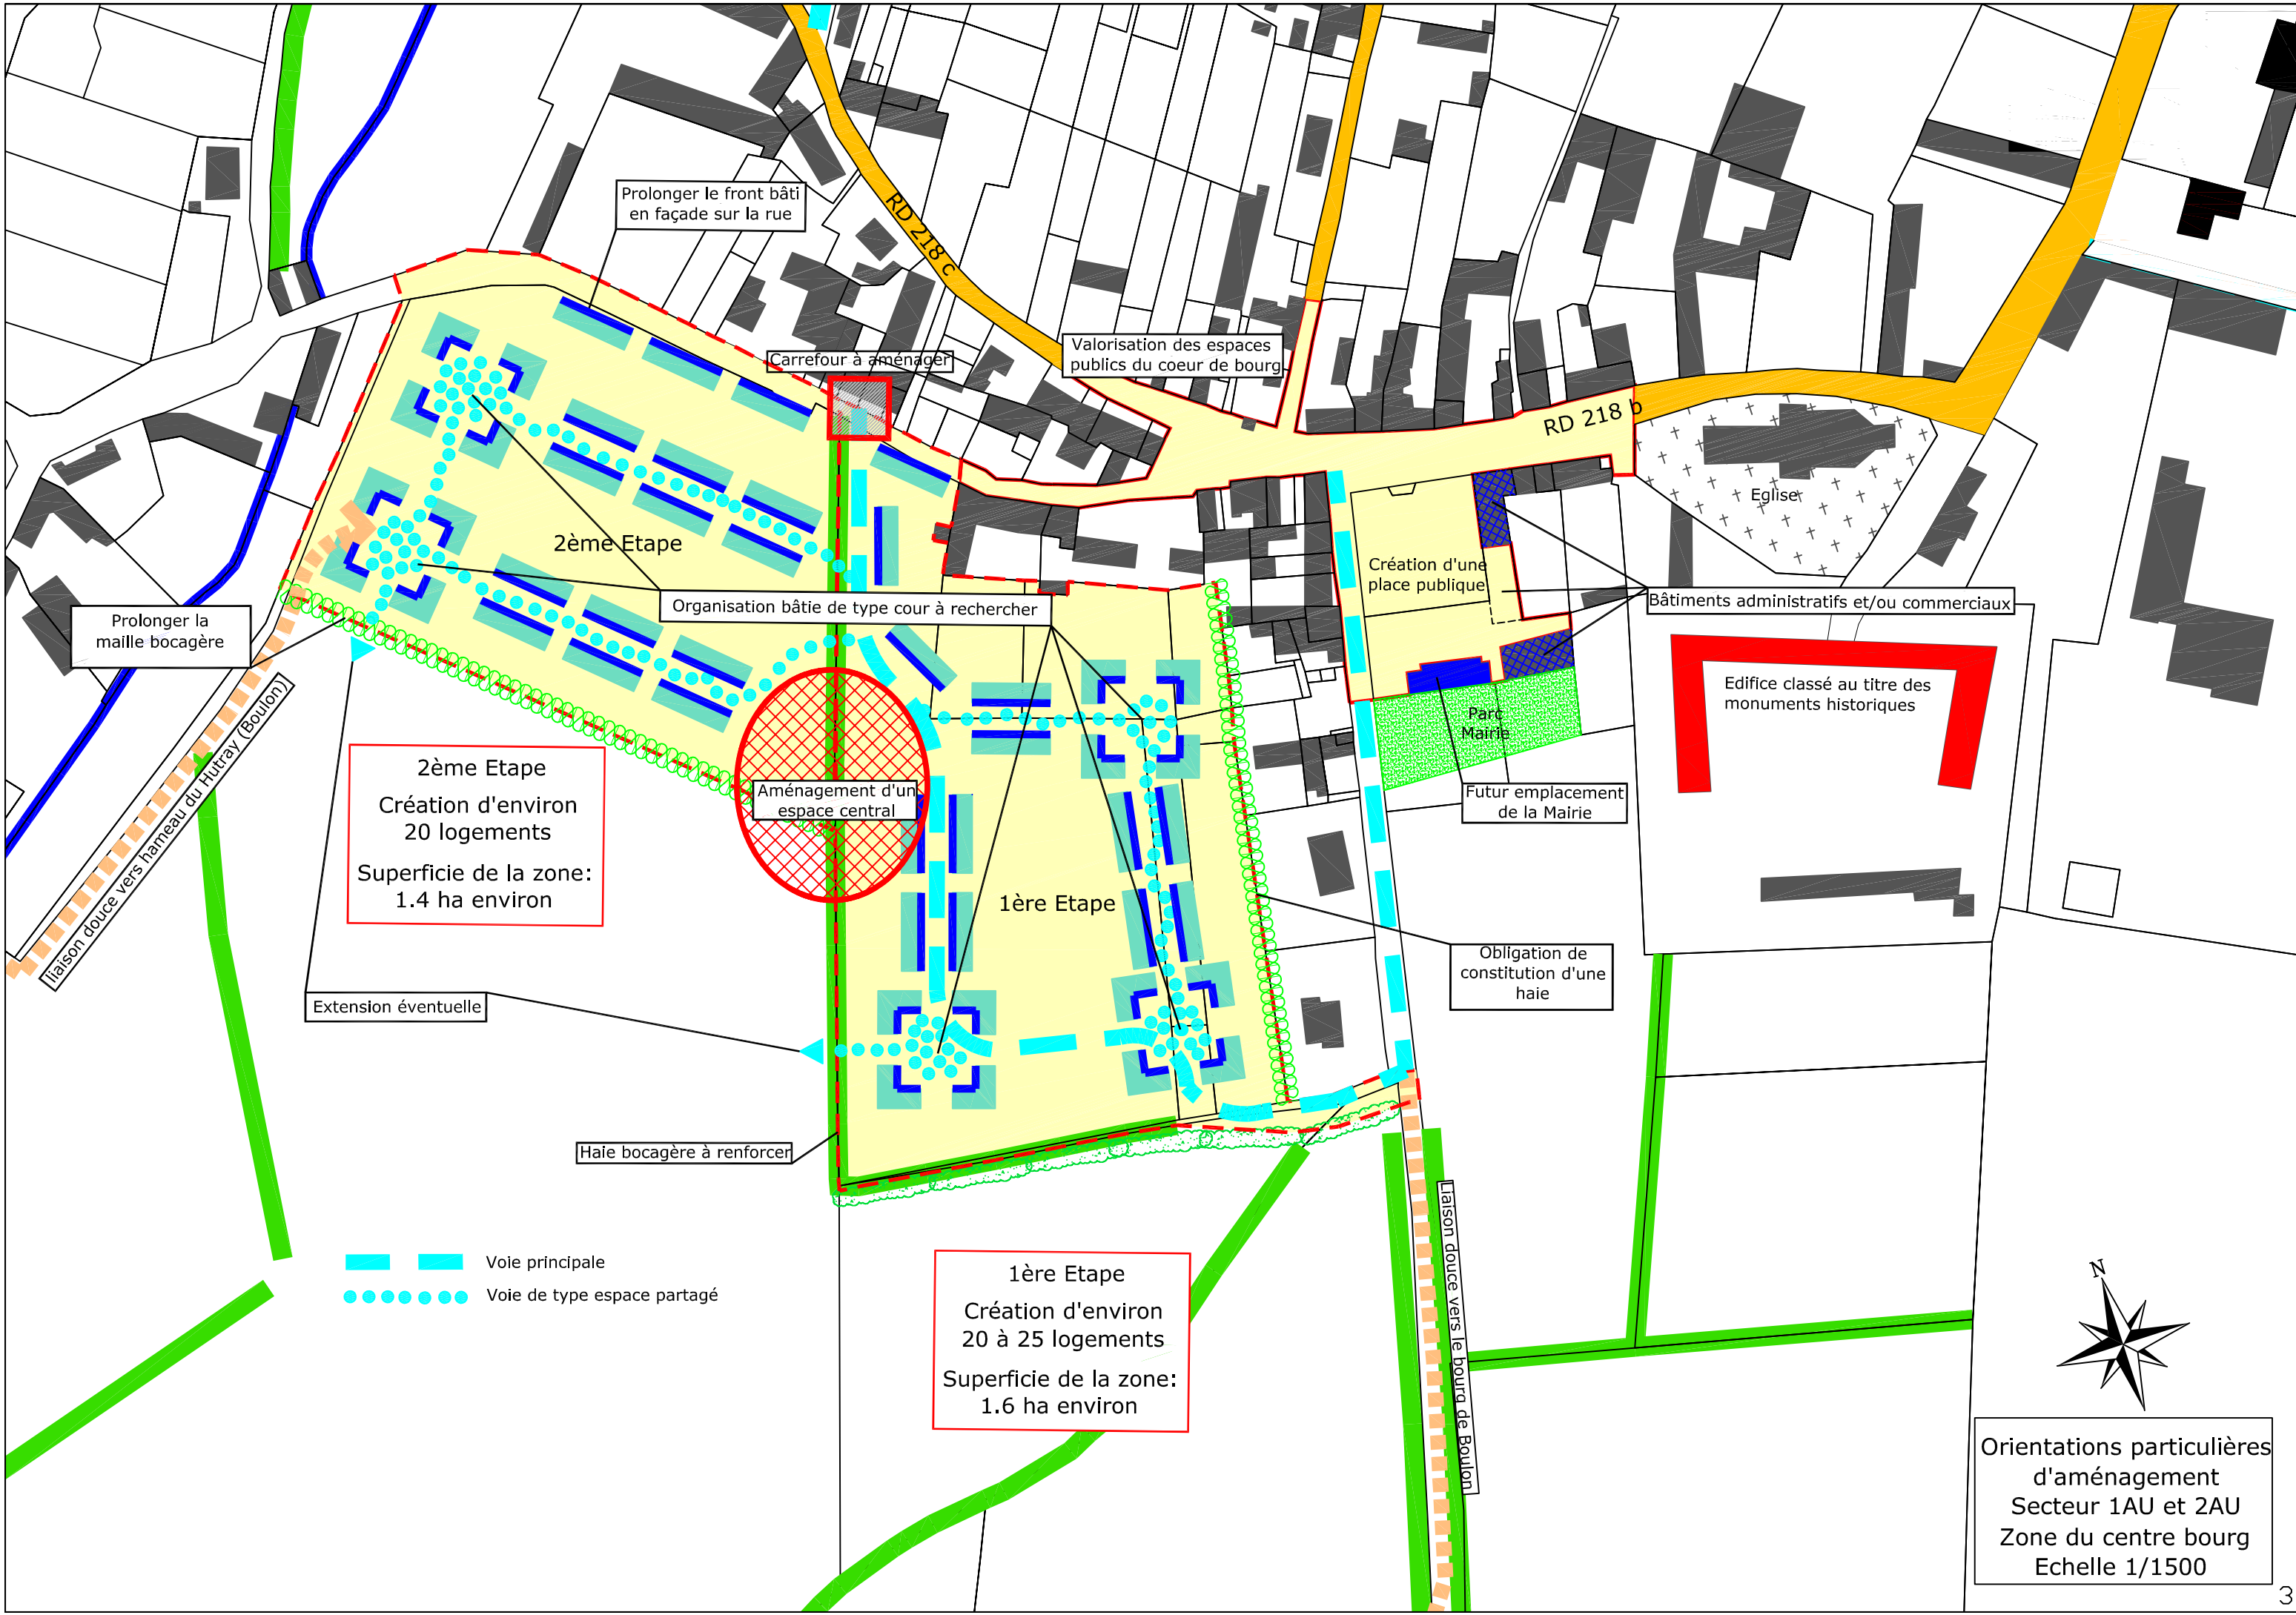 Prolonger le front bâti
en façade sur la rue
RD 218 c
Carrefour à aménager
Valorisation des espaces
publics du coeur de bourg
RD 218 b
Eglise
2ème Etape
Création d'une
place publique
Organisation bâtie de type cour à rechercher
Bâtiments administratifs et/ou commerciaux
Prolonger la
maille bocagère
Edifice classé au titre des
monuments historiques
Parc
Mairie
liaison douce vers hameau du Hutray (Boulon)
2ème Etape
Création d'environ
20 logements
Superficie de la zone:
1.4 ha environ
Aménagement d'un
espace central
Futur emplacement
de la Mairie
1ère Etape
Obligation de
constitution d'une
haie
Extension éventuelle
Haie bocagère à renforcer
Liaison douce vers le bourg de Boulon
Voie principale
Voie de type espace partagé
1ère Etape
Création d'environ
20 à 25 logements
Superficie de la zone:
1.6 ha environ
N
Orientations particulières
d'aménagement
Secteur 1AU et 2AU
Zone du centre bourg
Echelle 1/1500
3